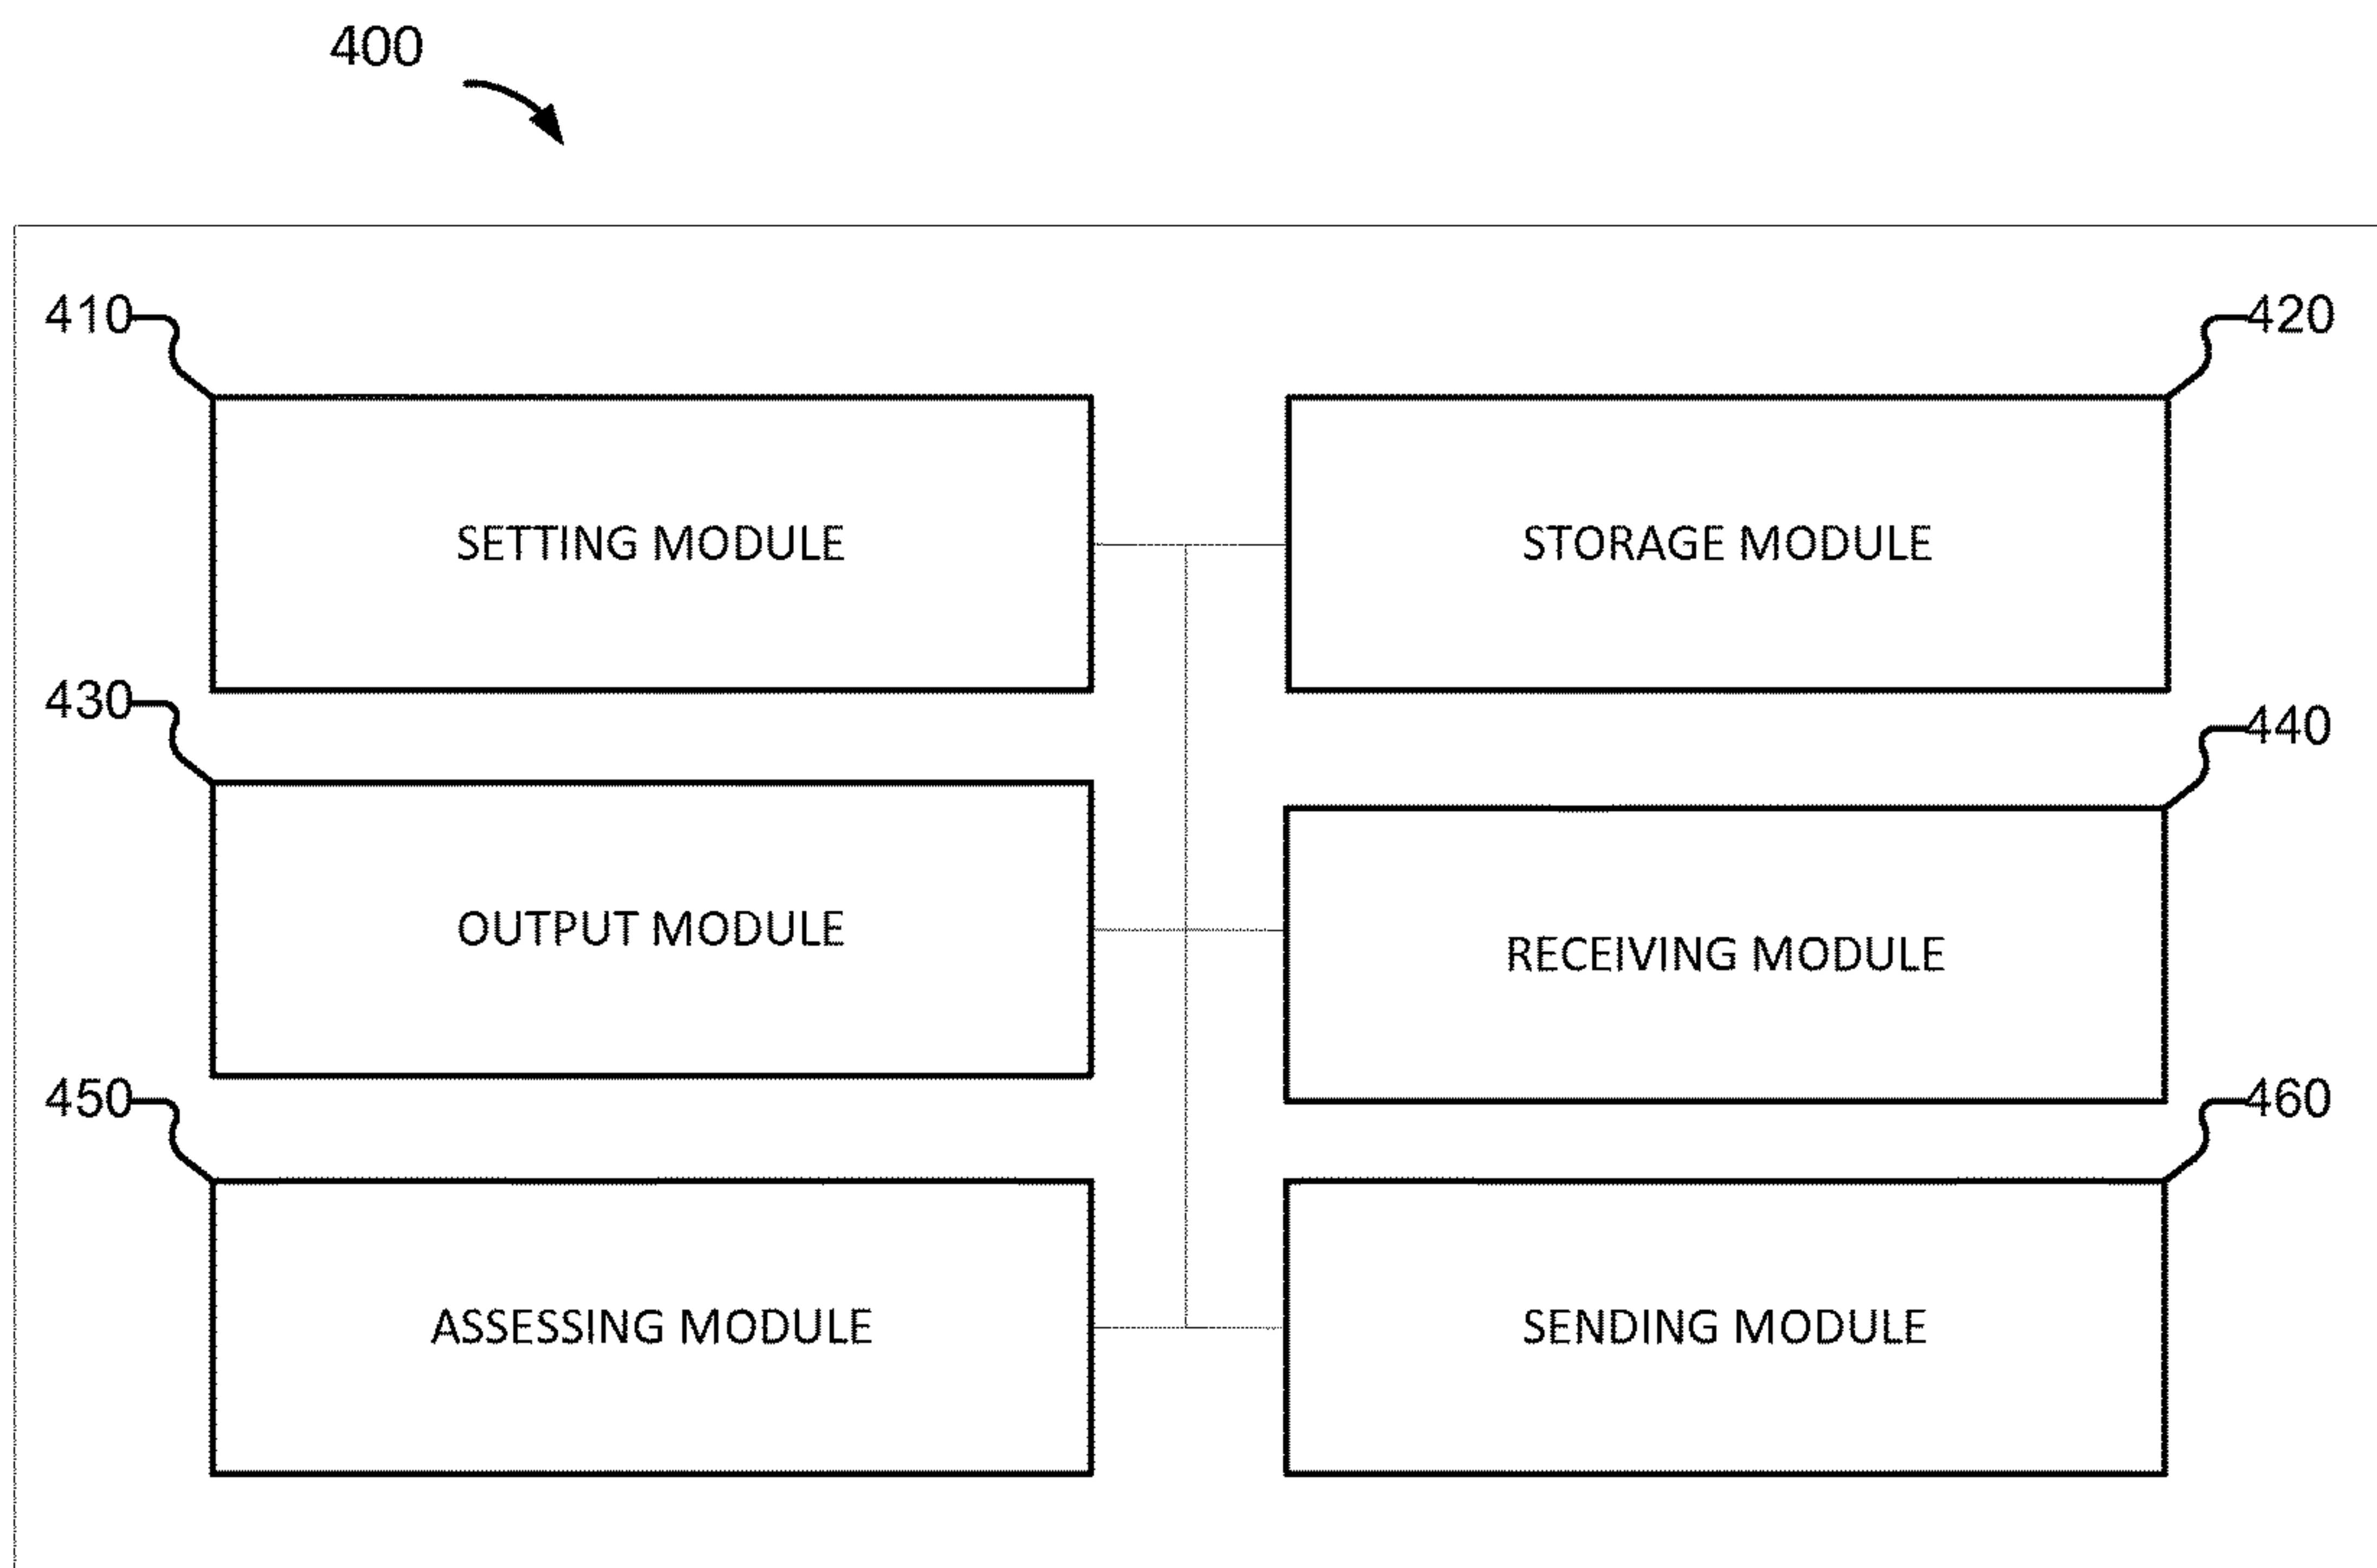 400
410
420
SETTING MODULE
STORAGE MODULE
430
440
OUTPUT MODULE
RECEIVING MODULE
450
460
ASSESSING MODULE
SENDING MODULE